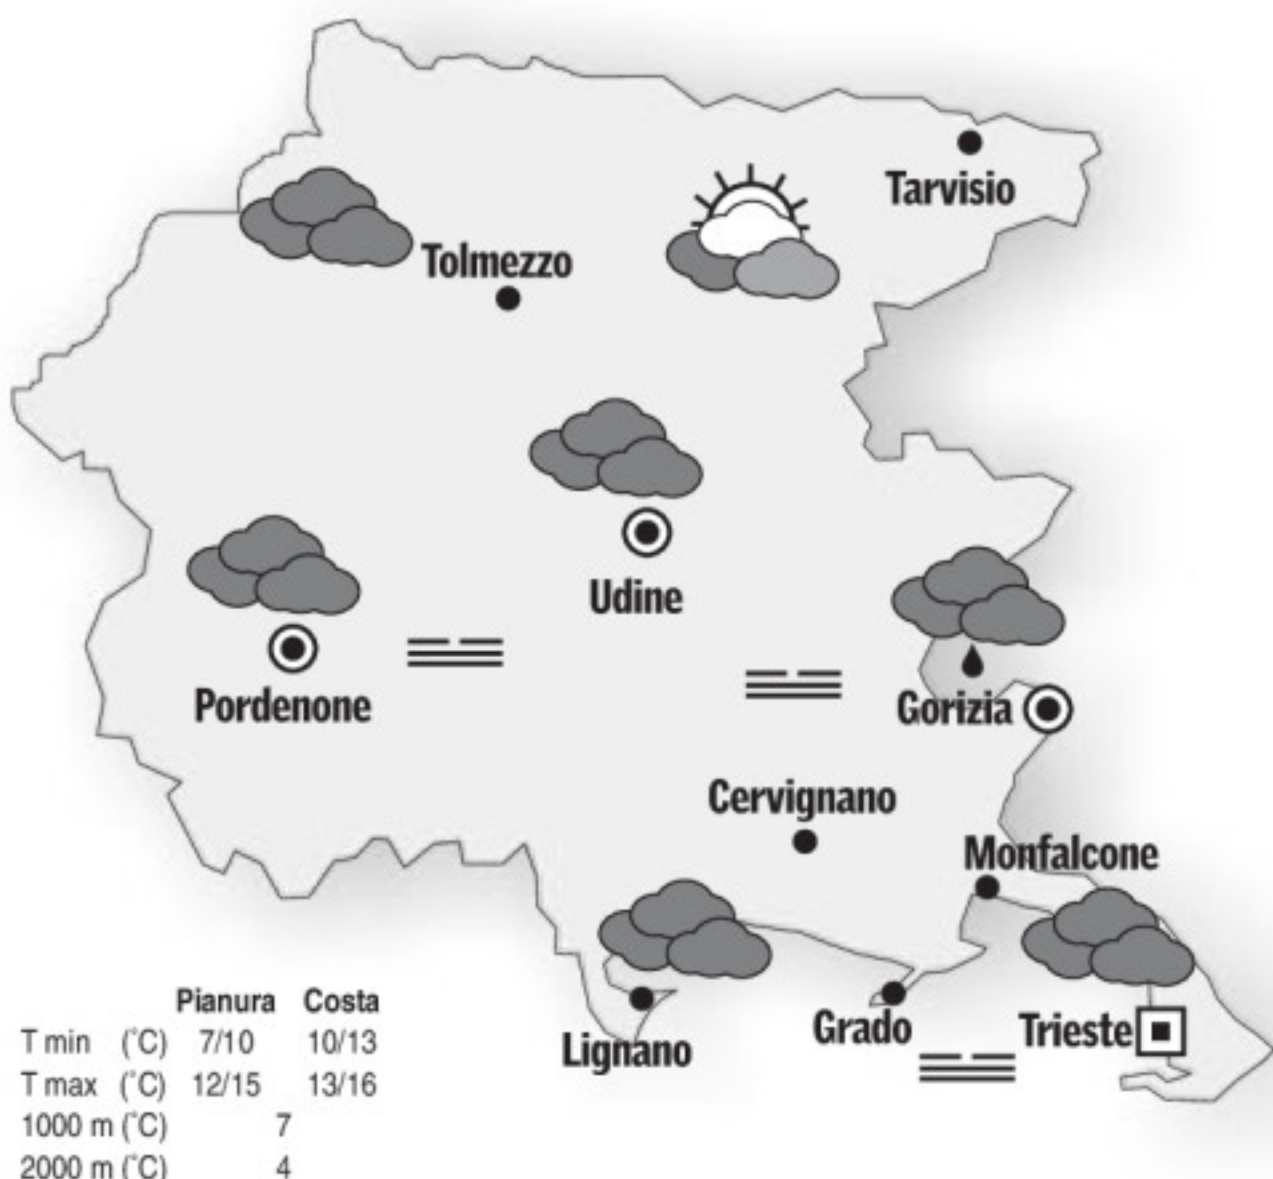 Tarvisio
Tolmezzo
Udine
Pordenone
Gorizia
Cervignano
Monfalcone
Grado
Trieste
Lignano
Pianura Costa
T min (°C) 7/10 10/13
T max (°C) 12/15 13/16
1000 m (°C) 7
2000 m (°C) 4